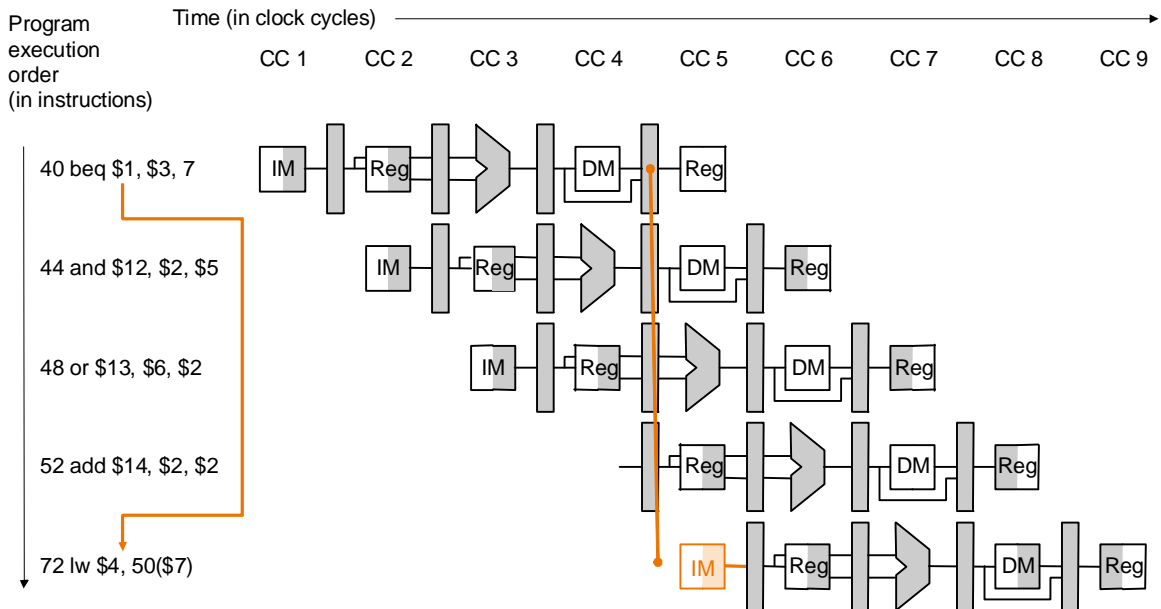 Time (in clock cycles)
Program
execution
order
(in instructions)
CC 1 CC 2 CC 3 CC 4 CC 5 CC 6 CC 7 CC 8 CC 9
40 beq $1, $3, 7 IM Reg DM Reg
44 and $12, $2, $5 IM Reg DM Reg
48 or $13, $6, $2 IM Reg DM Reg
52 add $14, $2, $2 Reg DM Reg
72 lw $4, 50($7) IM Reg DM Reg